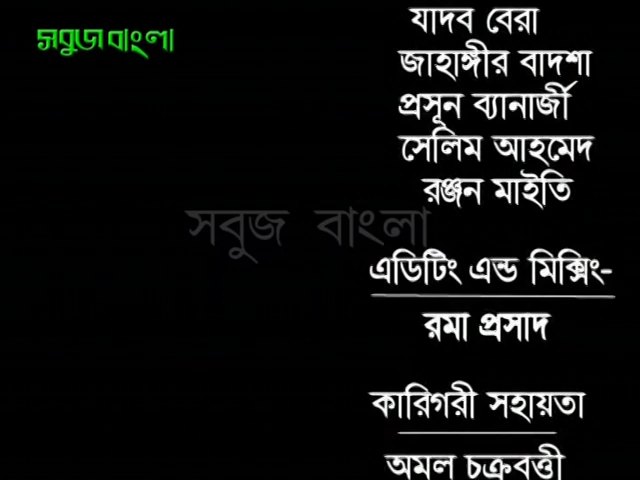 সবুজ বাংলা
যাদব বেরা
জাহাঙ্গীর বাদশা
প্রসূন ব্যানার্জী
সেলিম আহমেদ
রঞ্জন মাইতি
সবুজ বাংলা
এডিটিং এন্ড মিক্সিং-
রমা প্রসাদ
কারিগরী সহায়তা
অমল চক্রবর্ত্তী